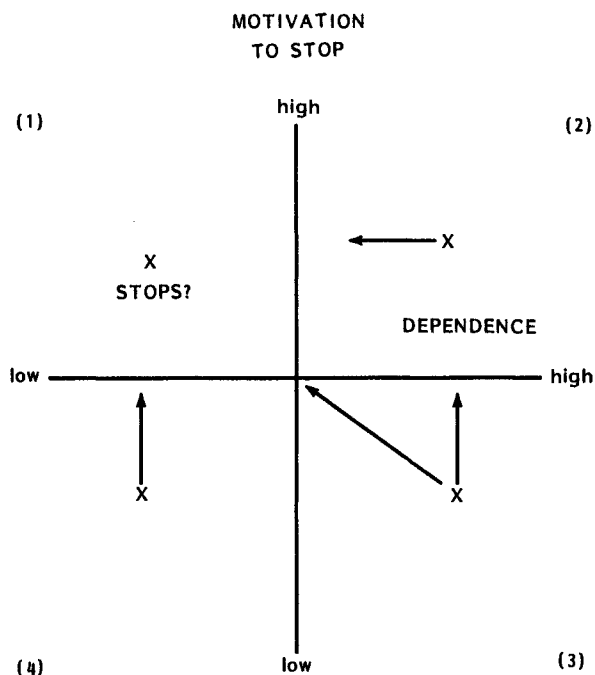 MOTIVATION
TO STOP
high
(1)
(2)
X
X
STOPS?
DEPENDENCE
low
high
X
X
(4)
low
(3)